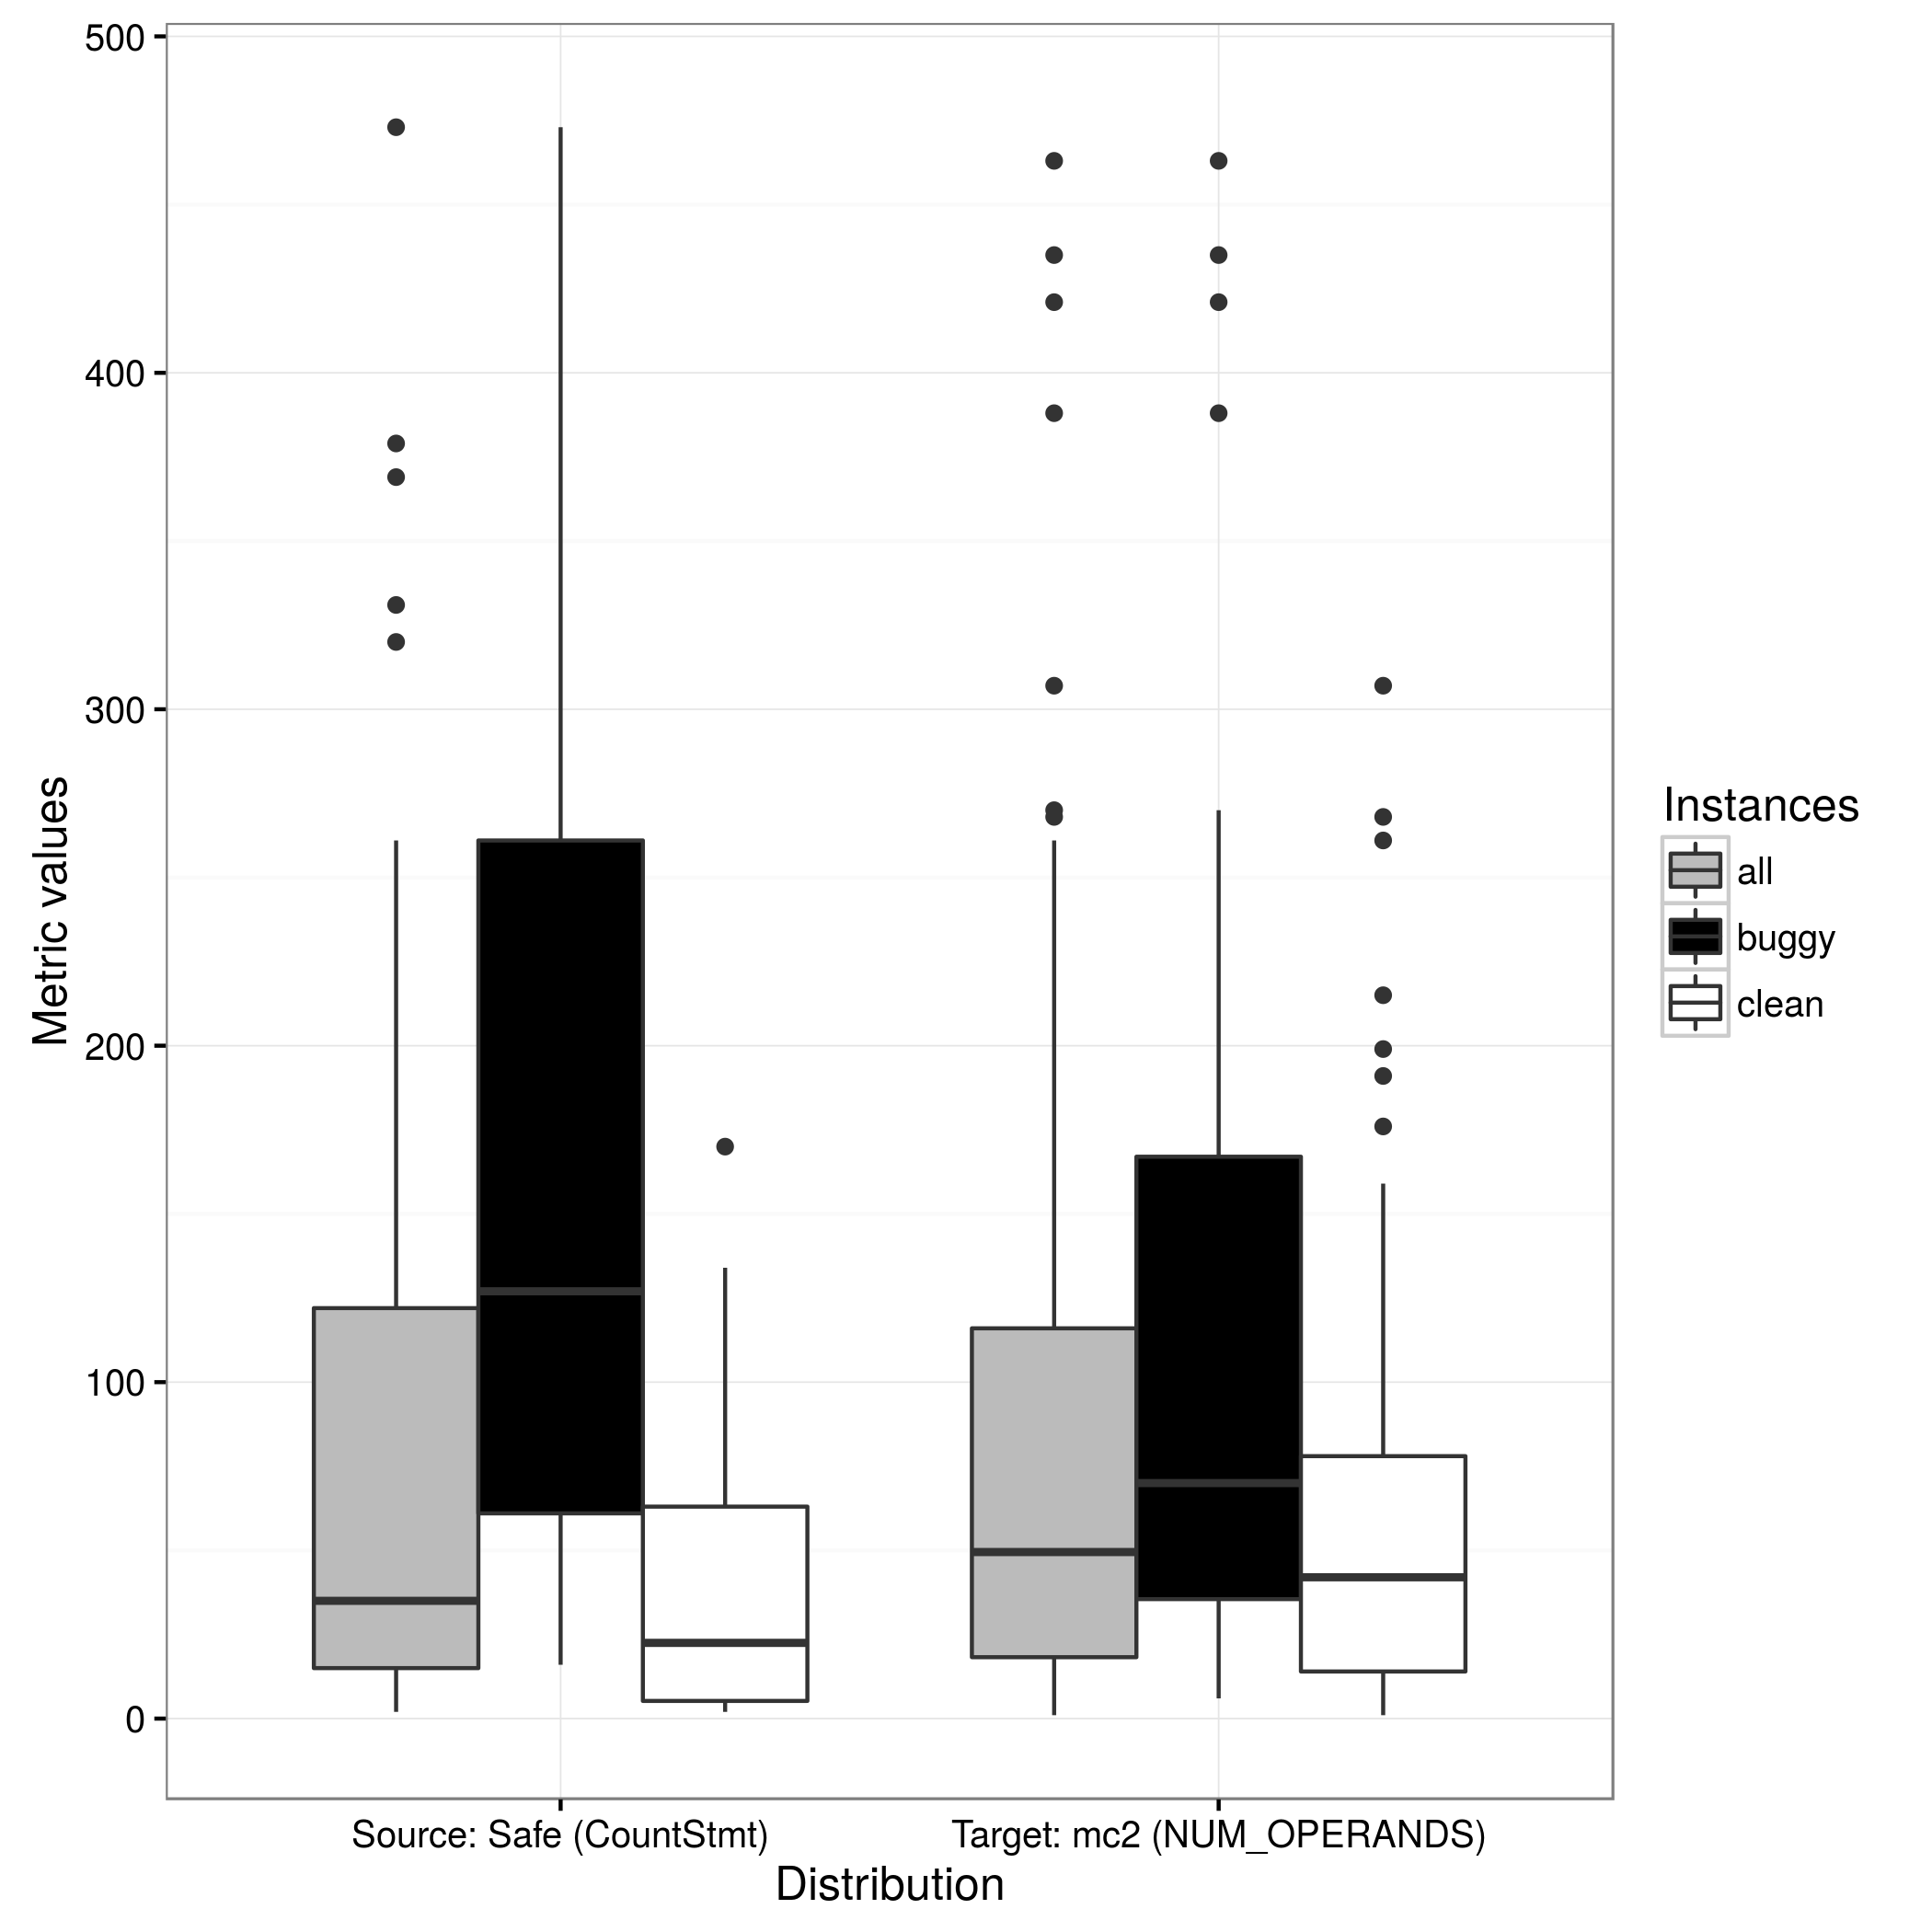 500
400
300
200
100
0
Metric values
Source: Safe (CountStmt)
Target: mc2 (NUM_OPERANDS)
Distribution
Instances
all
buggy
clean